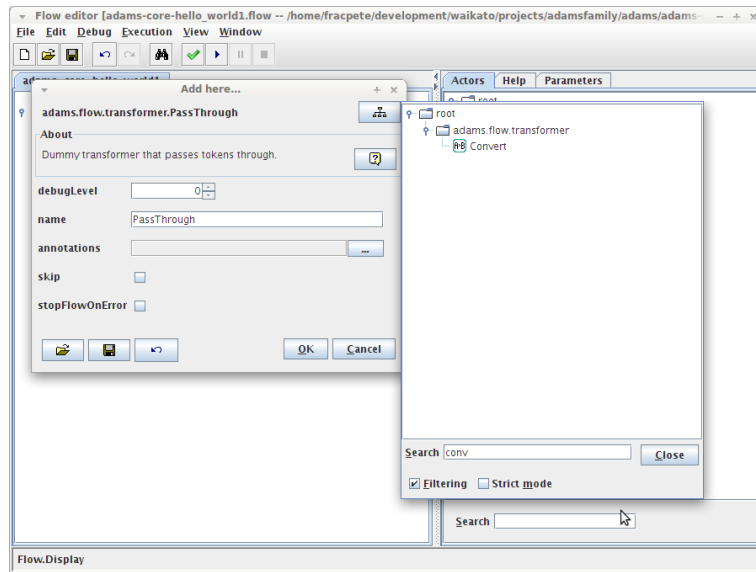 Flow editor [adams-core-hello_world1.flow -- /home/fracpete/development/waikato/projects/adamsfamily/adams/adams-
File Edit Debug Execution View Window
Add here...
Actors Help Parameters
adams.flow.transformer.PassThrough
root
About
adams.flow.transformer
Dummy transformer that passes tokens through.
Convert
debugLevel 0
name PassThrough
annotations ...
skip
stopFlowOnError
OK Cancel
Search conv Close
Filtering Strict mode
Search
Flow.Display